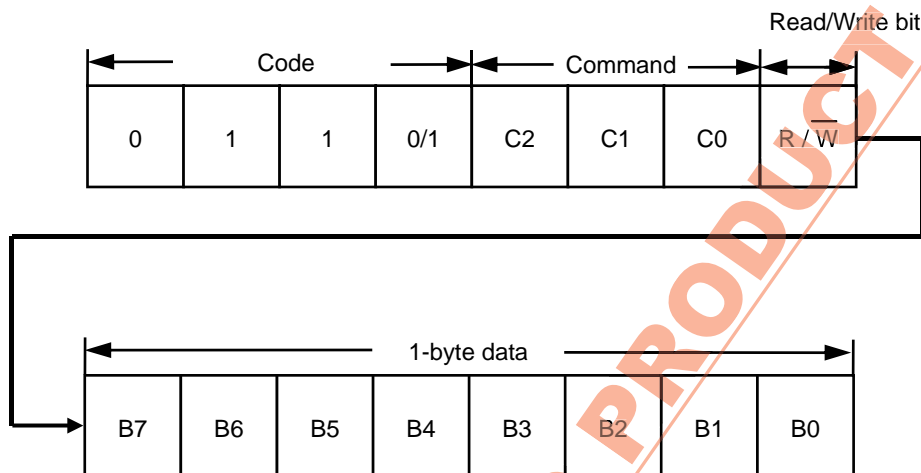 Read/Write bit
Code Command
0 1 1 0/1 C2 C1 C0 R / W̅
1-byte data
B7 B6 B5 B4 B3 B2 B1 B0
PRODUCT